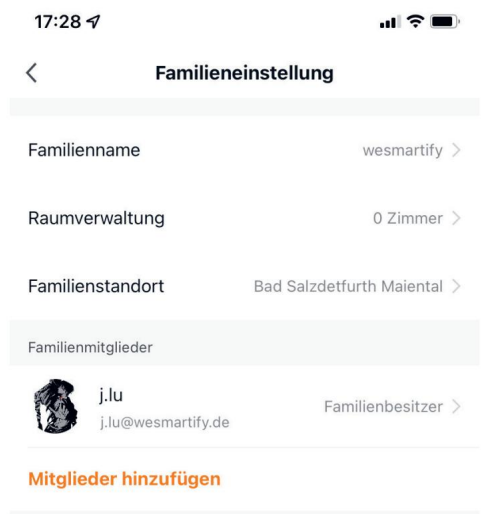 17:28
Familieneinstellung
Familienname wesmartify
Raumverwaltung 0 Zimmer
Familienstandort Bad Salzdetfurth Maiental
Familienmitglieder
j.lu
j.lu@wesmartify.de Familienbesitzer
Mitglieder hinzufügen